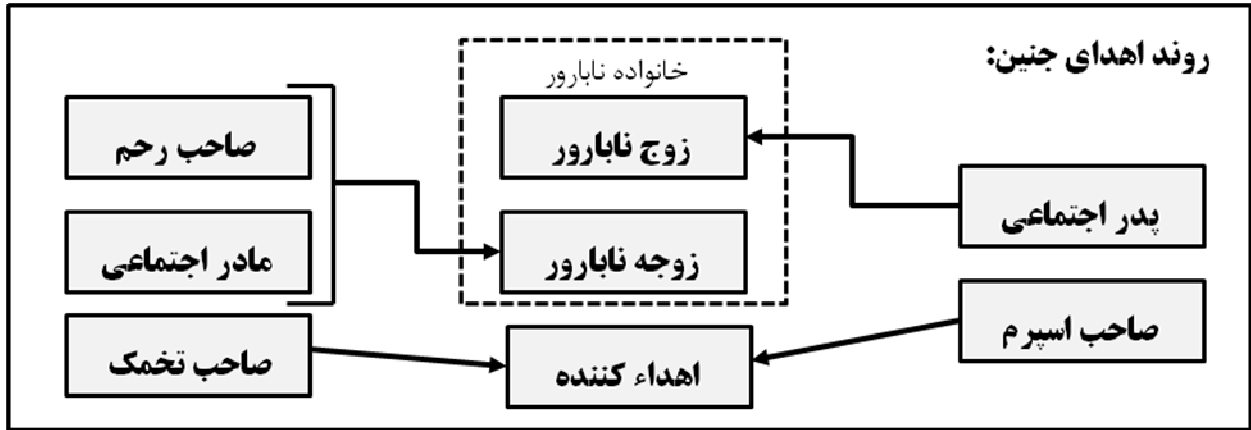 روند اهدای جنین:
خانواده نابارور
زوج نابارور
صاحب رحم
پدر اجتماعی
زوجه نابارور
مادر اجتماعی
صاحب اسپرم
اهداء کننده
صاحب تخمک